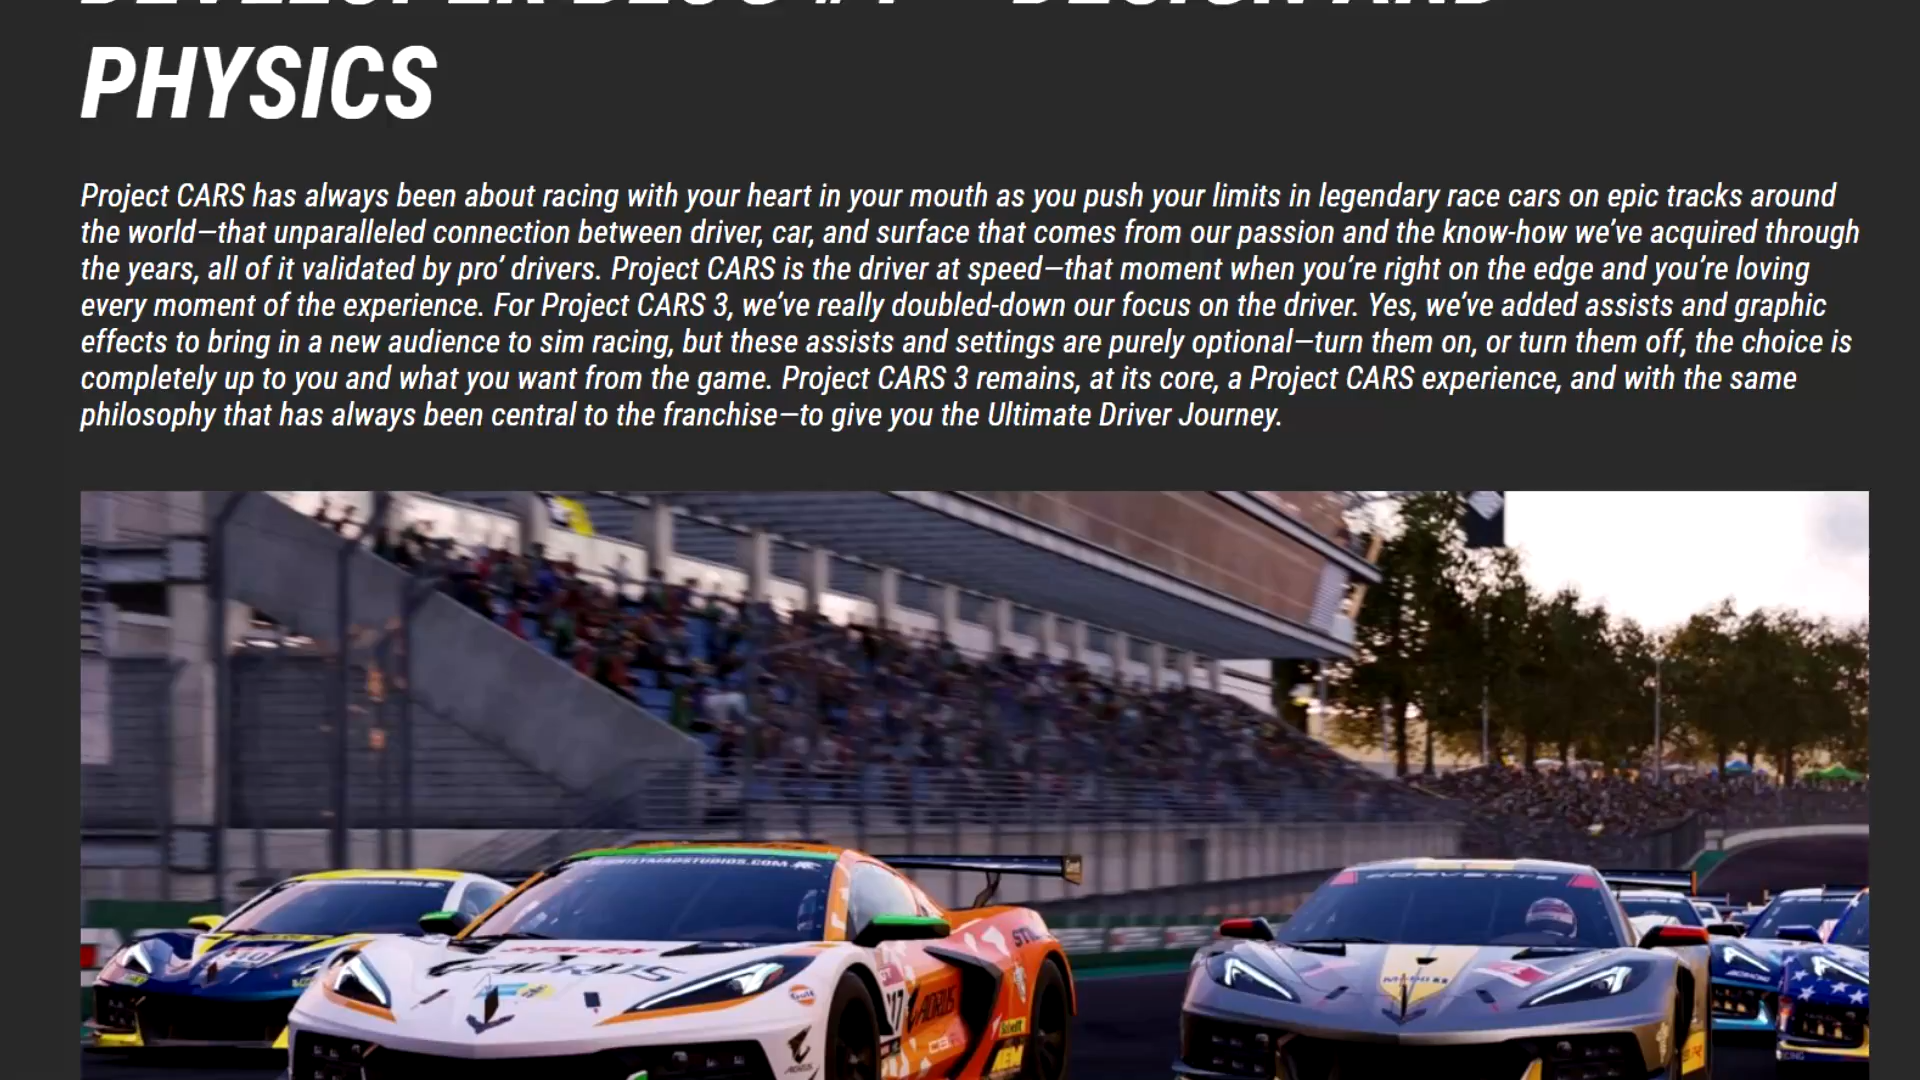 DEVELOPER BLOG #1 – DESIGN AND
PHYSICS
Project CARS has always been about racing with your heart in your mouth as you push your limits in legendary race cars on epic tracks around
the world—that unparalleled connection between driver, car, and surface that comes from our passion and the know-how we’ve acquired through
the years, all of it validated by pro’ drivers. Project CARS is the driver at speed—that moment when you’re right on the edge and you’re loving
every moment of the experience. For Project CARS 3, we’ve really doubled-down our focus on the driver. Yes, we’ve added assists and graphic
effects to bring in a new audience to sim racing, but these assists and settings are purely optional—turn them on, or turn them off, the choice is
completely up to you and what you want from the game. Project CARS 3 remains, at its core, a Project CARS experience, and with the same
philosophy that has always been central to the franchise—to give you the Ultimate Driver Journey.
CORVETTE
AORUS
Gulf
AORUS